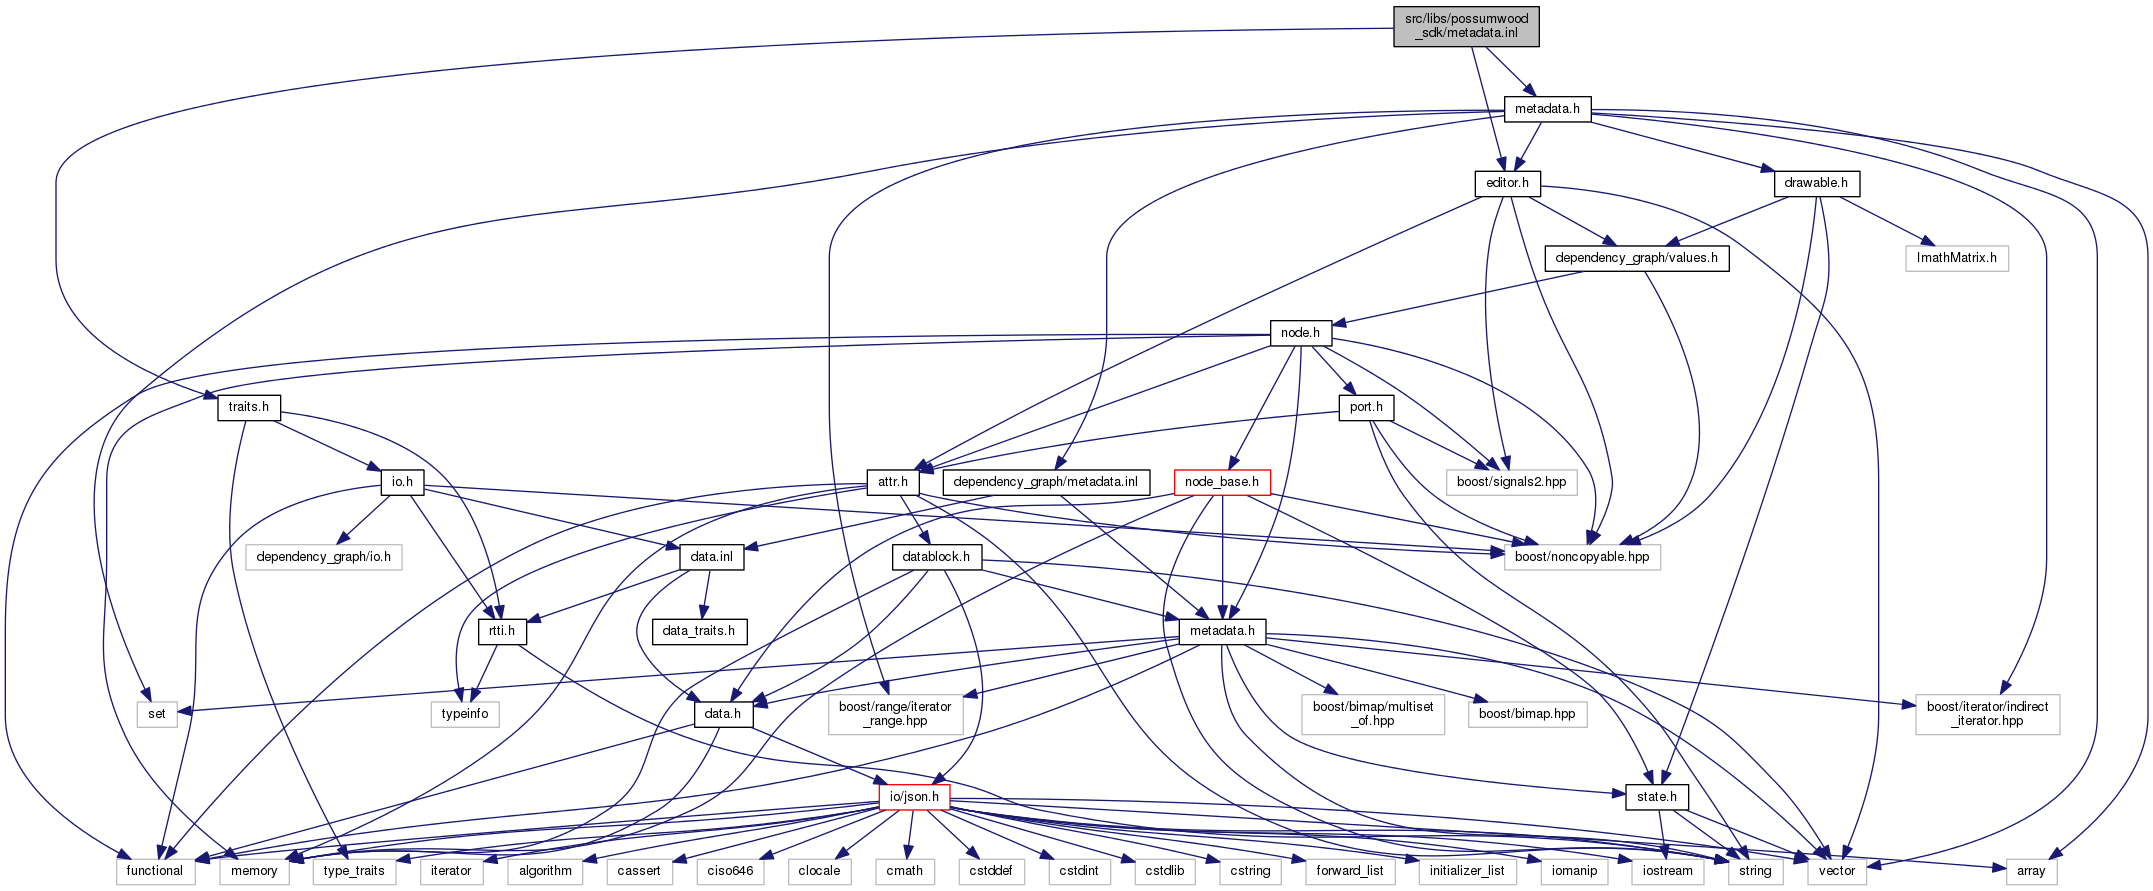 src/libs/possumwood
_sdk/metadata.inl
metadata.h
editor.h
drawable.h
dependency_graph/values.h
ImathMatrix.h
node.h
traits.h
port.h
io.h
attr.h
dependency_graph/metadata.inl
node_base.h
boost/signals2.hpp
dependency_graph/io.h
data.inl
datablock.h
boost/noncopyable.hpp
rtti.h
data_traits.h
metadata.h
set
typeinfo
data.h
boost/range/iterator
_range.hpp
boost/bimap/multiset
_of.hpp
boost/bimap.hpp
boost/iterator/indirect
_iterator.hpp
io/json.h
state.h
functional
memory
type_traits
iterator
algorithm
cassert
ciso646
clocale
cmath
cstddef
cstdint
cstdlib
cstring
forward_list
initializer_list
iomanip
iostream
string
vector
array